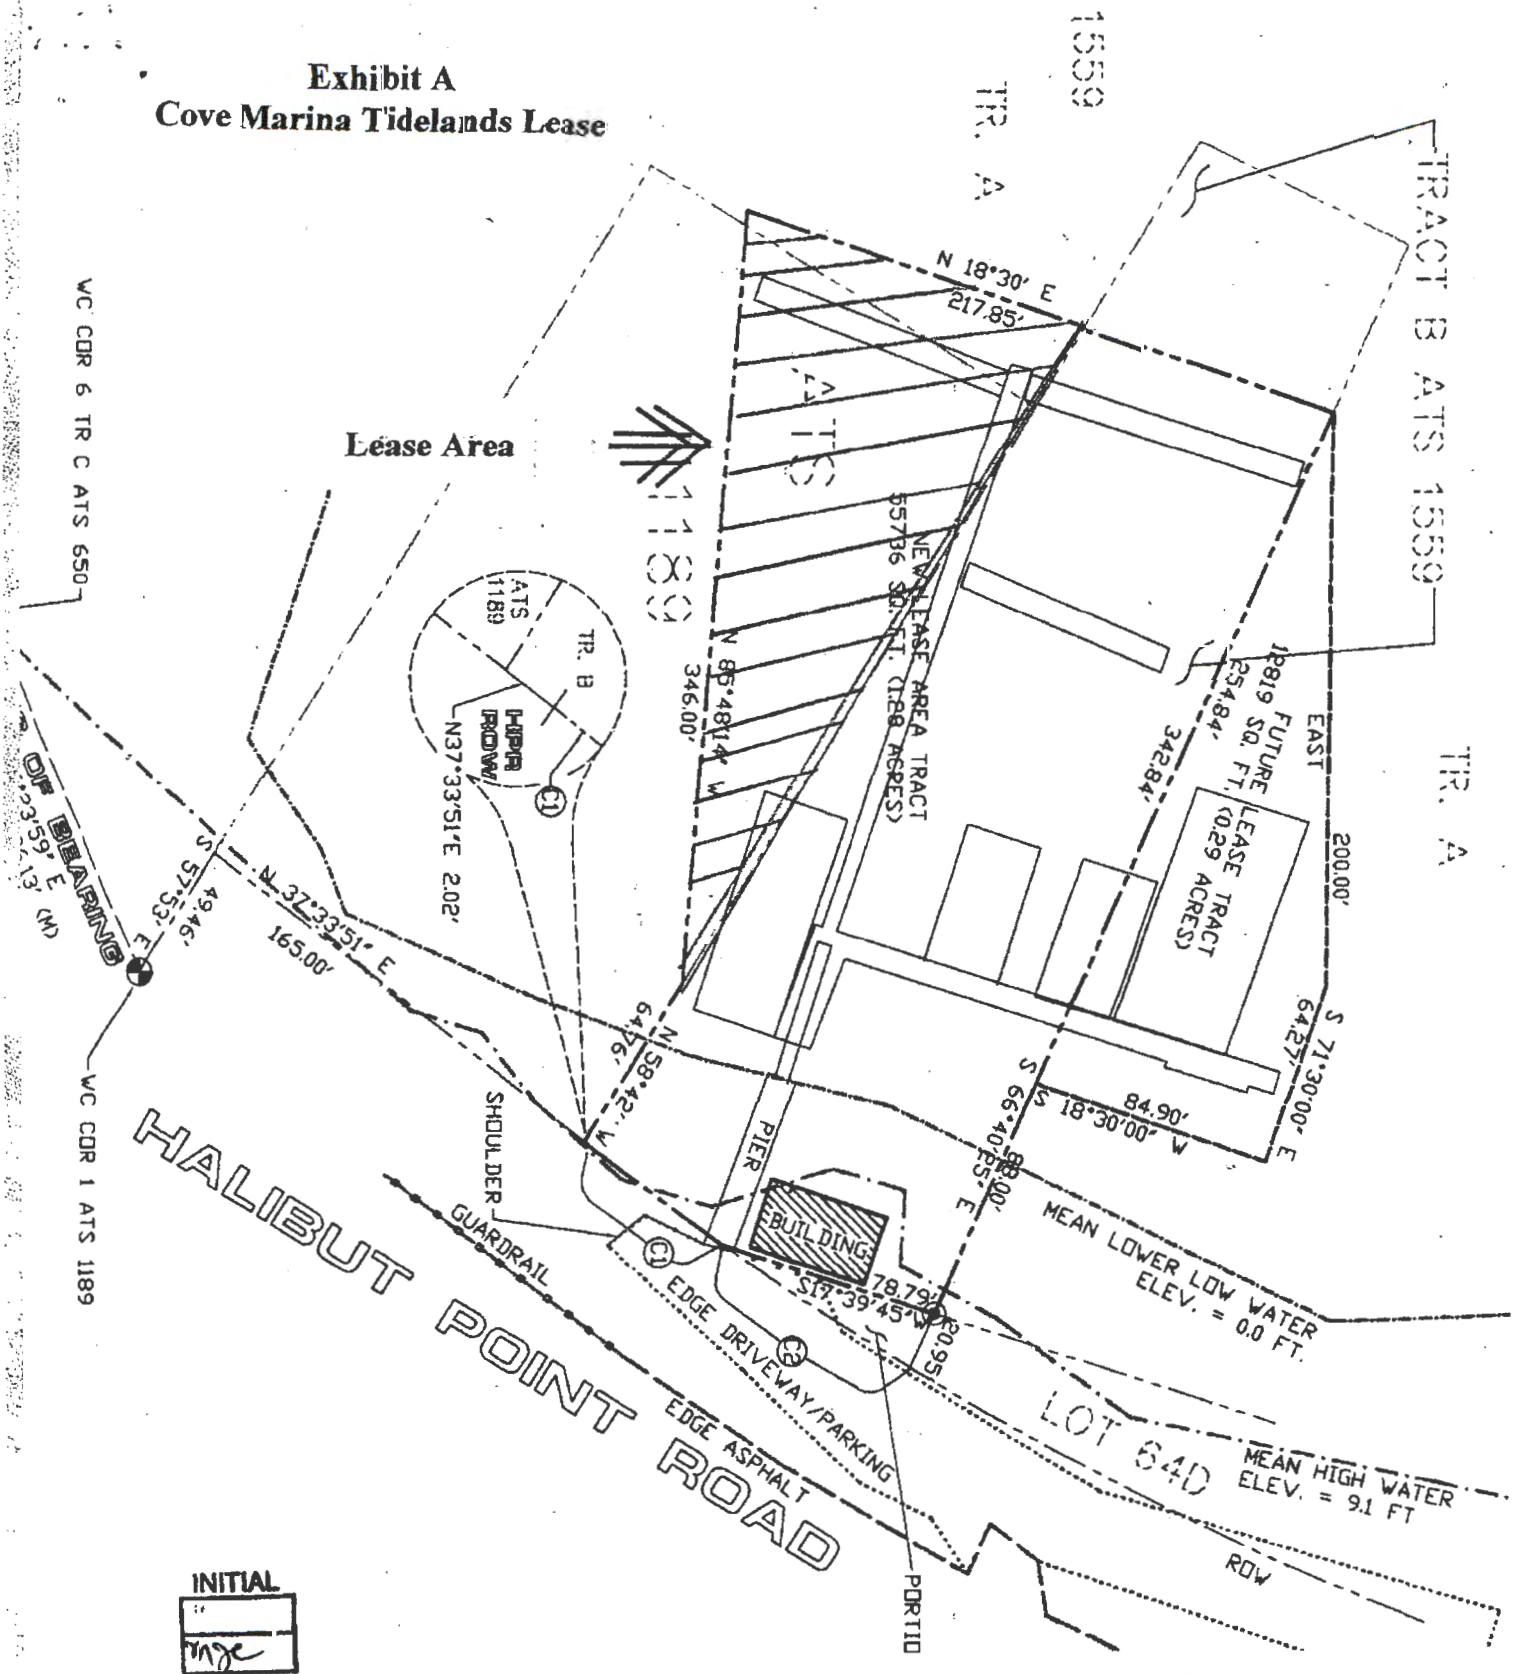 Exhibit A
Cove Marina Tidelands Lease
1559
TR. A
TRACT B ATS 1559
N 18°30' E
217.85'
WC COR 6 TR C ATS 650
Lease Area
ATS
1189
NEW LEASE AREA TRACT
55736 SQ. FT. (1.28 ACRES)
FUTURE LEASE TRACT
12819 SQ. FT. (0.29 ACRES)
254.84'
342.84'
EAST
200.00'
TR. A
ATS
1189
TR. B
HPR
ROW
C1
N37°33'51"E 2.02'
N 85°48'14" W
346.00'
OF BEARING
°23'59" E
13' (M)
S 57°53' E
49.46'
N 37°33'51" E
165.00'
WC COR 1 ATS 1189
N 58°42' W
64.76'
S 71°30'00" E
64.27'
84.90'
S 18°30'00" W
S 66°40'15" E
88.00'
PIER
BUILDING
SHOULDER
C1
GUARDRAIL
HALIBUT POINT ROAD
78.79'
S17°39'45"W
20.95
C2
EDGE DRIVEWAY/PARKING
EDGE ASPHALT
MEAN LOWER LOW WATER
ELEV. = 0.0 FT.
LOT 64D
MEAN HIGH WATER
ELEV. = 9.1 FT
ROW
PORTIO
INITIAL